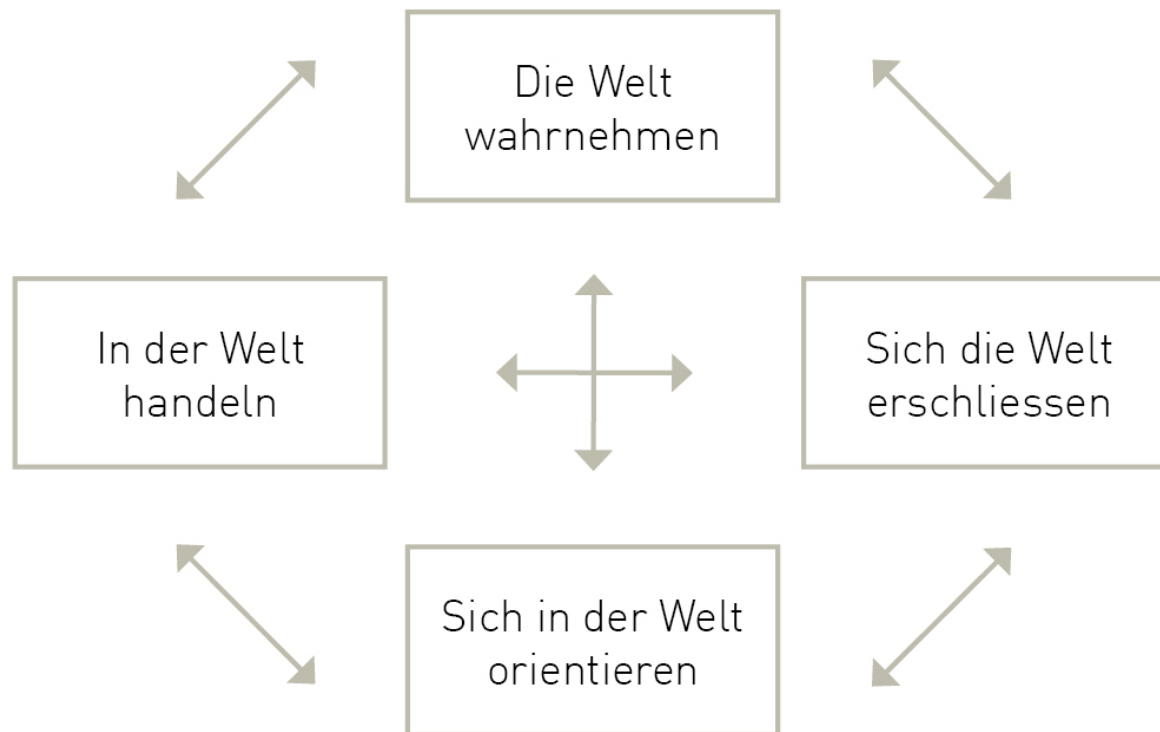 Die Welt
wahrnehmen
In der Welt
handeln
Sich die Welt
erschliessen
Sich in der Welt
orientieren